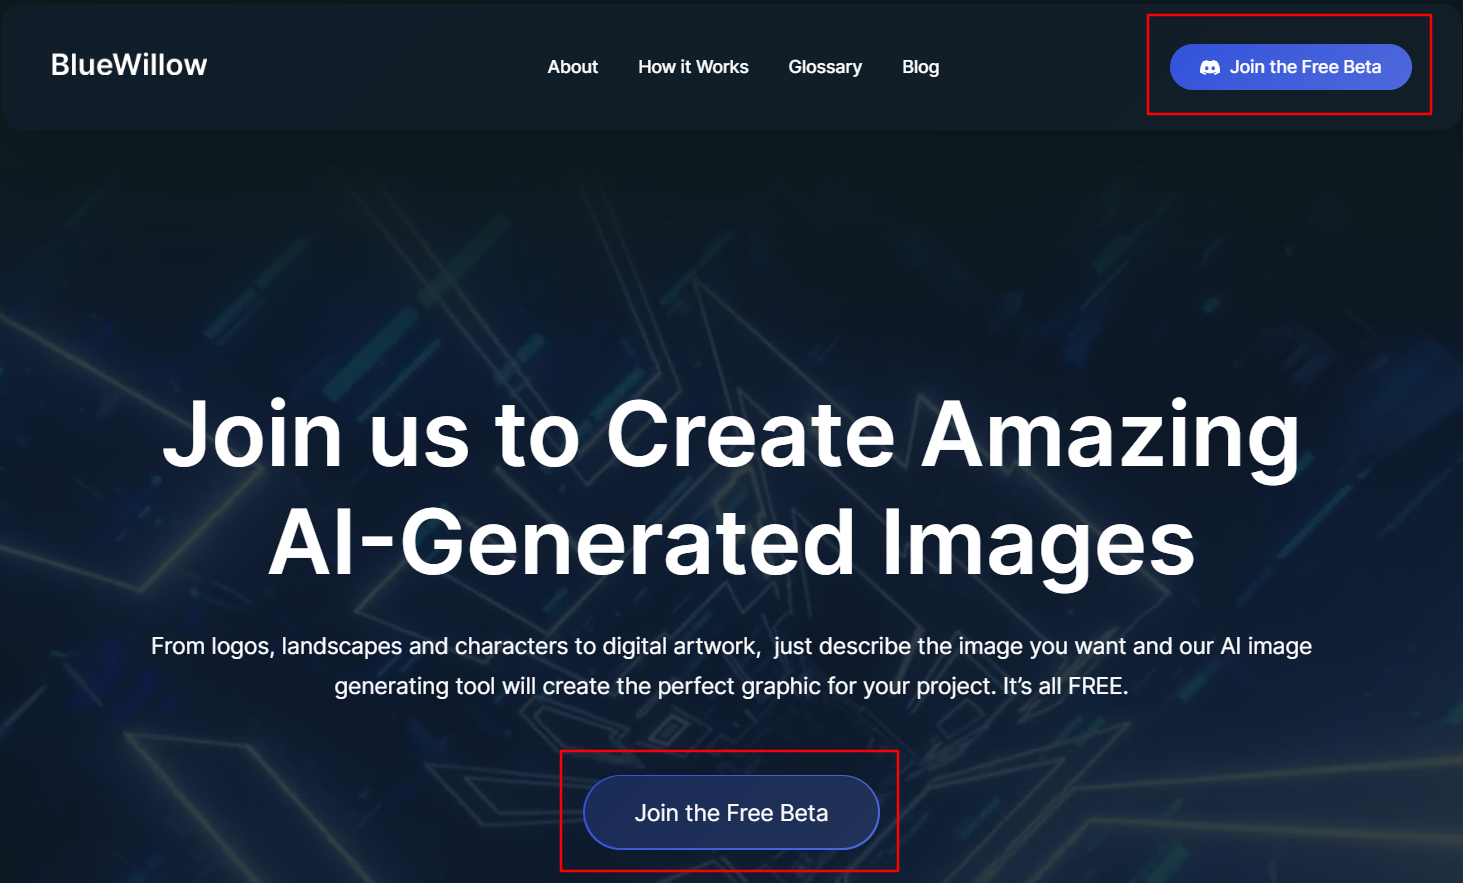 BlueWillow
About
How it Works
Glossary
Blog
Join the Free Beta
Join us to Create Amazing
AI-Generated Images
From logos, landscapes and characters to digital artwork,  just describe the image you want and our AI image
generating tool will create the perfect graphic for your project. It’s all FREE.
Join the Free Beta